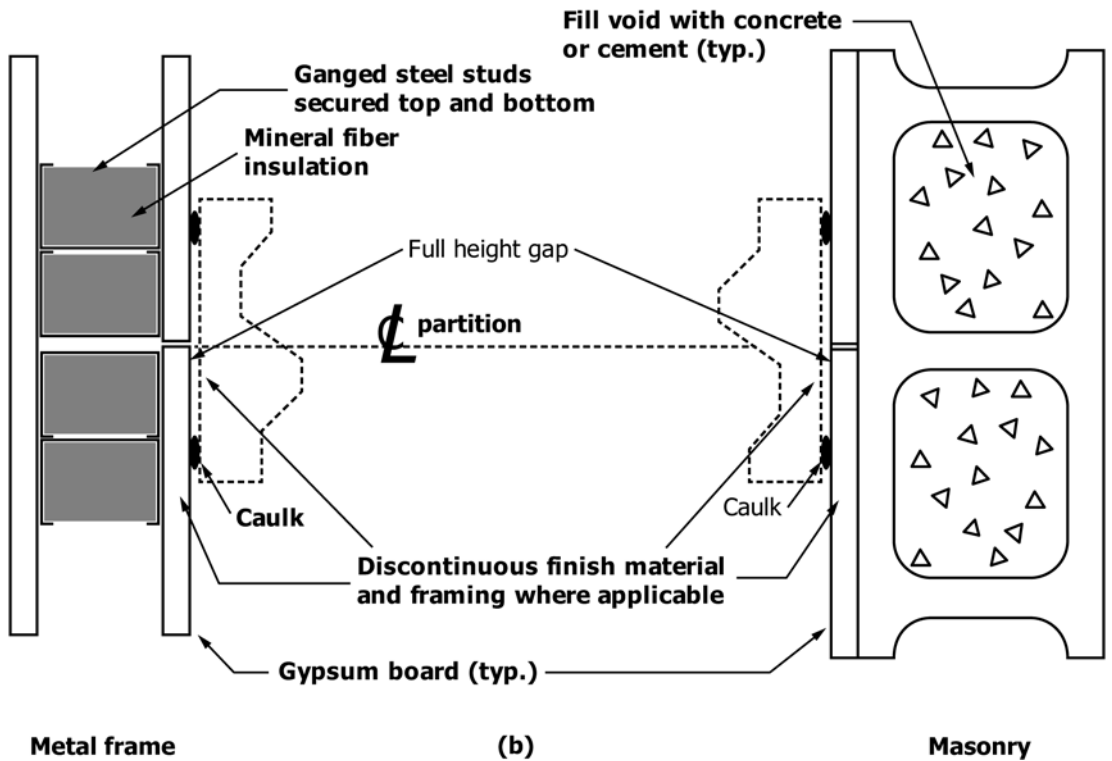 Fill void with concrete
or cement (typ.)
Ganged steel studs
secured top and bottom
Mineral fiber
insulation
Full height gap
℄ partition
Caulk
Caulk
Discontinuous finish material
and framing where applicable
Gypsum board (typ.)
Metal frame
(b)
Masonry